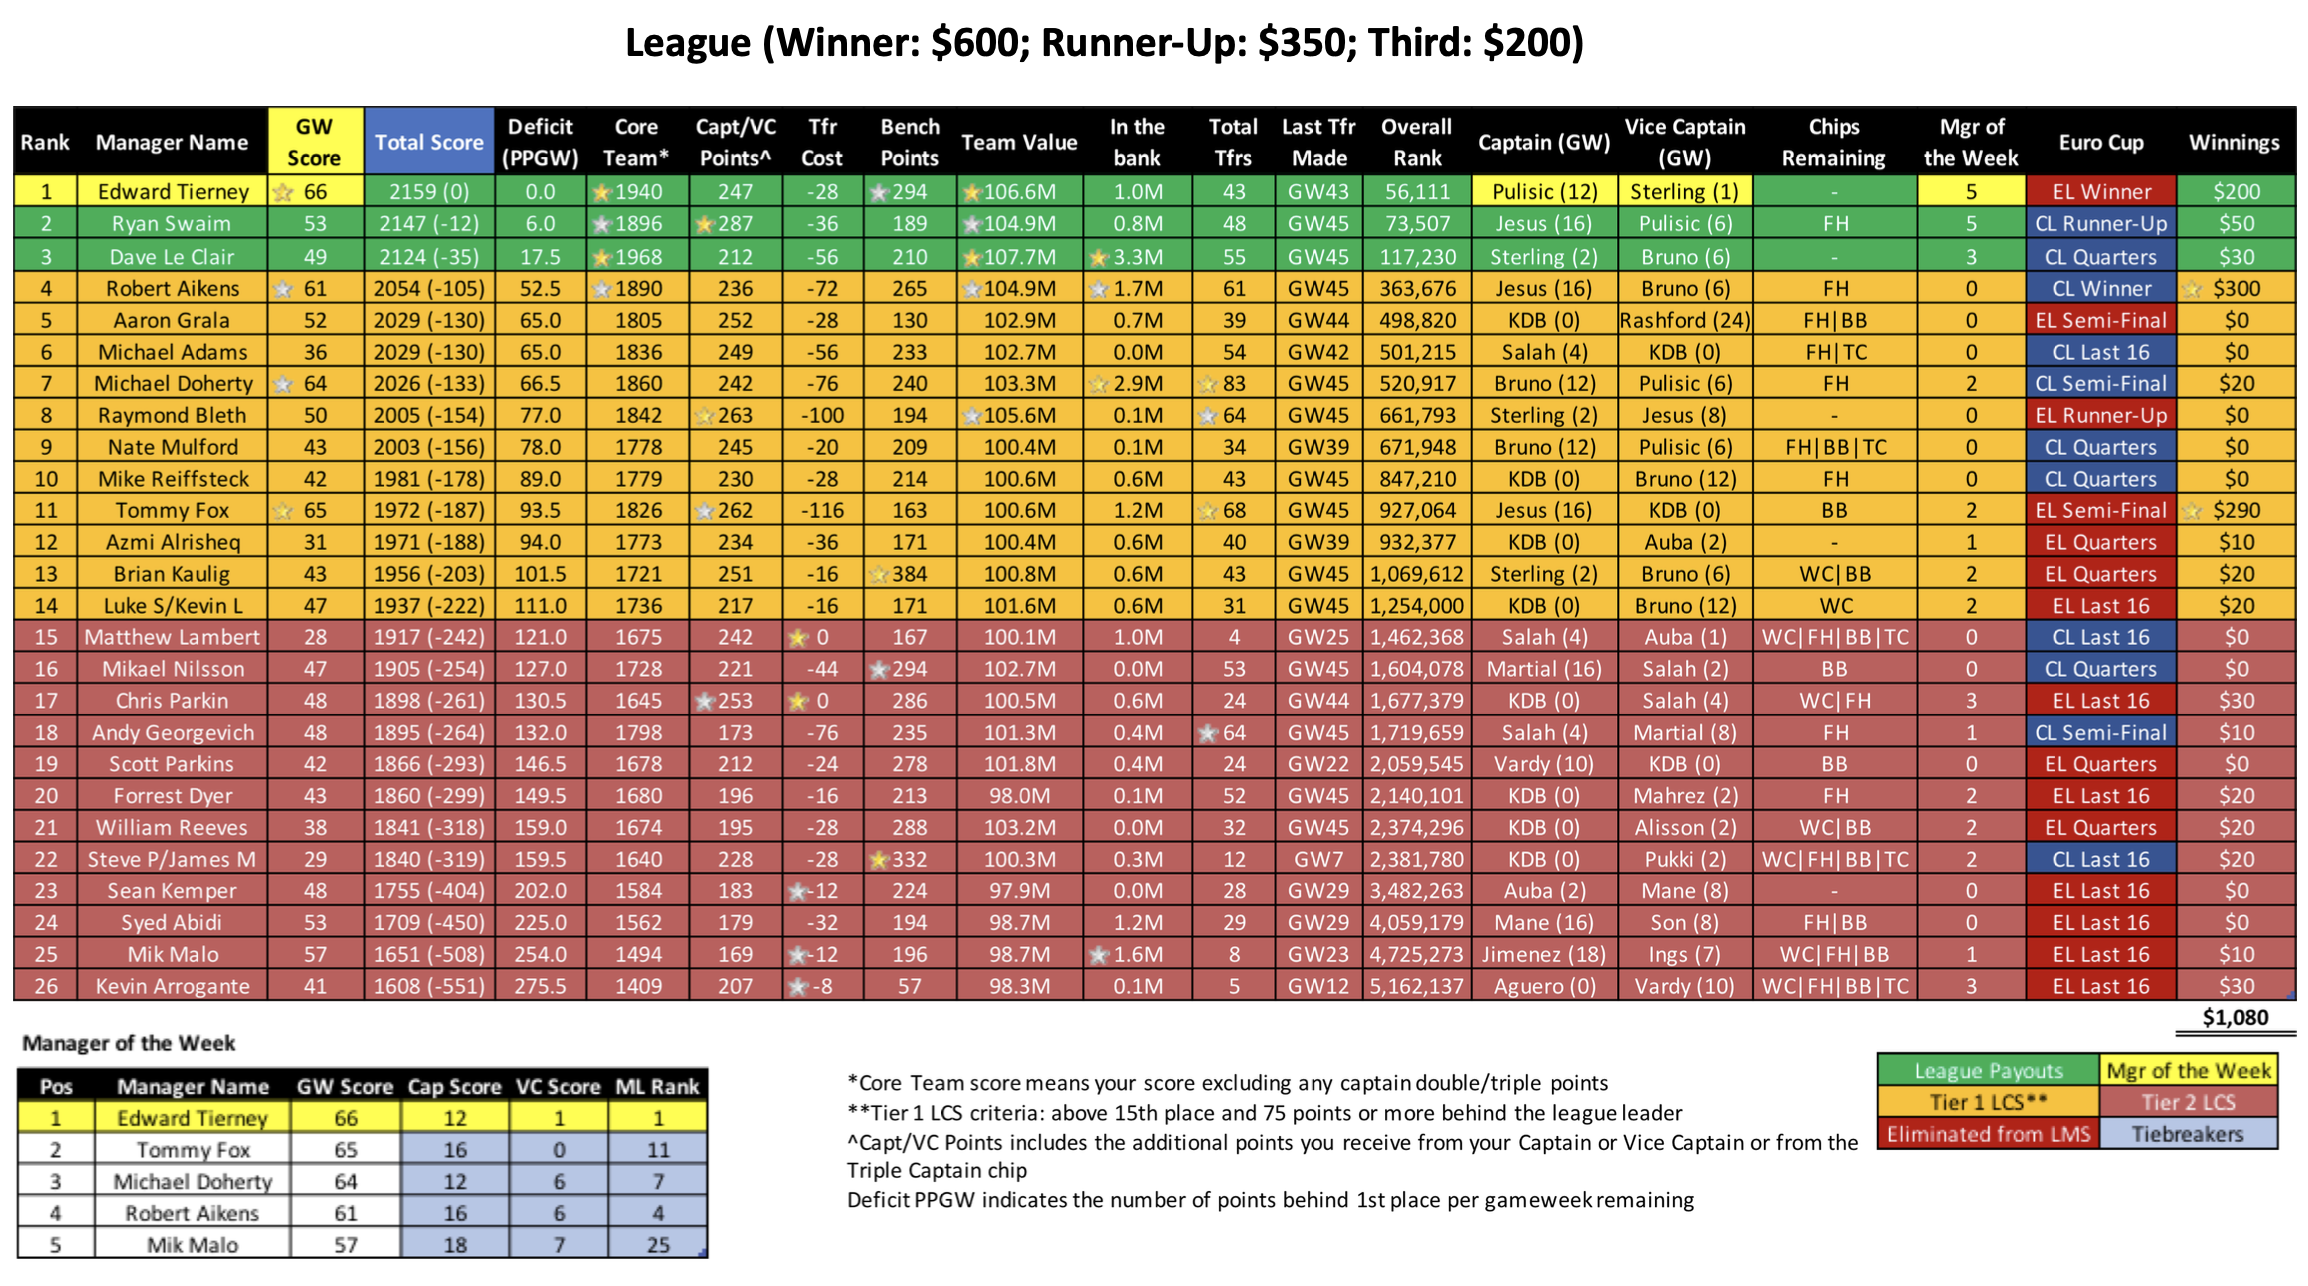 League (Winner: $600; Runner-Up: $350; Third: $200)
Rank Manager Name GW Score Total Score Deficit (PPGW) Core Team* Capt/VC Points^ Tfr Cost Bench Points Team Value In the bank Total Tfrs Last Tfr Made Overall Rank Captain (GW) Vice Captain (GW) Chips Remaining Mgr of the Week Euro Cup Winnings
1 Edward Tierney 66 2159 (0) 0.0 1940 247 -28 294 106.6M 1.0M 43 GW43 56,111 Pulisic (12) Sterling (1) - 5 EL Winner $200
2 Ryan Swaim 53 2147 (-12) 6.0 1896 287 -36 189 104.9M 0.8M 48 GW45 73,507 Jesus (16) Pulisic (6) FH 5 CL Runner-Up $50
3 Dave Le Clair 49 2124 (-35) 17.5 1968 212 -56 210 107.7M 3.3M 55 GW45 117,230 Sterling (2) Bruno (6) - 3 CL Quarters $30
4 Robert Aikens 61 2054 (-105) 52.5 1890 236 -72 265 104.9M 1.7M 61 GW45 363,676 Jesus (16) Bruno (6) FH 0 CL Winner $300
5 Aaron Grala 52 2029 (-130) 65.0 1805 252 -28 130 102.9M 0.7M 39 GW44 498,820 KDB (0) Rashford (24) FH|BB 0 EL Semi-Final $0
6 Michael Adams 36 2029 (-130) 65.0 1836 249 -56 233 102.7M 0.0M 54 GW42 501,215 Salah (4) KDB (0) FH|TC 0 CL Last 16 $0
7 Michael Doherty 64 2026 (-133) 66.5 1860 242 -76 240 103.3M 2.9M 83 GW45 520,917 Bruno (12) Pulisic (6) FH 2 CL Semi-Final $20
8 Raymond Bleth 50 2005 (-154) 77.0 1842 263 -100 194 105.6M 0.1M 64 GW45 661,793 Sterling (2) Jesus (8) - 0 EL Runner-Up $0
9 Nate Mulford 43 2003 (-156) 78.0 1778 245 -20 209 100.4M 0.1M 34 GW39 671,948 Bruno (12) Pulisic (6) FH|BB|TC 0 CL Quarters $0
10 Mike Reiffsteck 42 1981 (-178) 89.0 1779 230 -28 214 100.6M 0.6M 43 GW45 847,210 KDB (0) Bruno (12) FH 0 CL Quarters $0
11 Tommy Fox 65 1972 (-187) 93.5 1826 262 -116 163 100.6M 1.2M 68 GW45 927,064 Jesus (16) KDB (0) BB 2 EL Semi-Final $290
12 Azmi Alrisheq 31 1971 (-188) 94.0 1773 234 -36 171 100.4M 0.6M 40 GW39 932,377 KDB (0) Auba (2) - 1 EL Quarters $10
13 Brian Kaulig 43 1956 (-203) 101.5 1721 251 -16 384 100.8M 0.6M 43 GW45 1,069,612 Sterling (2) Bruno (6) WC|BB 2 EL Quarters $20
14 Luke S/Kevin L 47 1937 (-222) 111.0 1736 217 -16 171 101.6M 0.6M 31 GW45 1,254,000 KDB (0) Bruno (12) WC 2 EL Last 16 $20
15 Matthew Lambert 28 1917 (-242) 121.0 1675 242 0 167 100.1M 1.0M 4 GW25 1,462,368 Salah (4) Auba (1) WC|FH|BB|TC 0 CL Last 16 $0
16 Mikael Nilsson 47 1905 (-254) 127.0 1728 221 -44 294 102.7M 0.0M 53 GW45 1,604,078 Martial (16) Salah (2) BB 0 CL Quarters $0
17 Chris Parkin 48 1898 (-261) 130.5 1645 253 0 286 100.5M 0.6M 24 GW44 1,677,379 KDB (0) Salah (4) WC|FH 3 EL Last 16 $30
18 Andy Georgevich 48 1895 (-264) 132.0 1798 173 -76 235 101.3M 0.4M 64 GW45 1,719,659 Salah (4) Martial (8) FH 1 CL Semi-Final $10
19 Scott Parkins 42 1866 (-293) 146.5 1678 212 -24 278 101.8M 0.4M 24 GW22 2,059,545 Vardy (10) KDB (0) BB 0 EL Quarters $0
20 Forrest Dyer 43 1860 (-299) 149.5 1680 196 -16 213 98.0M 0.1M 52 GW45 2,140,101 KDB (0) Mahrez (2) FH 2 EL Last 16 $20
21 William Reeves 38 1841 (-318) 159.0 1674 195 -28 288 103.2M 0.0M 32 GW45 2,374,296 KDB (0) Alisson (2) WC|BB 2 EL Quarters $20
22 Steve P/James M 29 1840 (-319) 159.5 1640 228 -28 332 100.3M 0.3M 12 GW7 2,381,780 KDB (0) Pukki (2) WC|FH|BB|TC 2 CL Last 16 $20
23 Sean Kemper 48 1755 (-404) 202.0 1584 183 -12 224 97.9M 0.0M 28 GW29 3,482,263 Auba (2) Mane (8) - 0 EL Last 16 $0
24 Syed Abidi 53 1709 (-450) 225.0 1562 179 -32 194 98.7M 1.2M 29 GW29 4,059,179 Mane (16) Son (8) FH|BB 0 EL Last 16 $0
25 Mik Malo 57 1651 (-508) 254.0 1494 169 -12 196 98.7M 1.6M 8 GW23 4,725,273 Jimenez (18) Ings (7) WC|FH|BB 1 EL Last 16 $10
26 Kevin Arrogante 41 1608 (-551) 275.5 1409 207 -8 57 98.3M 0.1M 5 GW12 5,162,137 Aguero (0) Vardy (10) WC|FH|BB|TC 3 EL Last 16 $30
$1,080
Manager of the Week
Pos Manager Name GW Score Cap Score VC Score ML Rank
1 Edward Tierney 66 12 1 1
2 Tommy Fox 65 16 0 11
3 Michael Doherty 64 12 6 7
4 Robert Aikens 61 16 6 4
5 Mik Malo 57 18 7 25
*Core Team score means your score excluding any captain double/triple points
**Tier 1 LCS criteria: above 15th place and 75 points or more behind the league leader
^Capt/VC Points includes the additional points you receive from your Captain or Vice Captain or from the
Triple Captain chip
Deficit PPGW indicates the number of points behind 1st place per gameweek remaining
League Payouts Mgr of the Week
Tier 1 LCS** Tier 2 LCS
Eliminated from LMS Tiebreakers